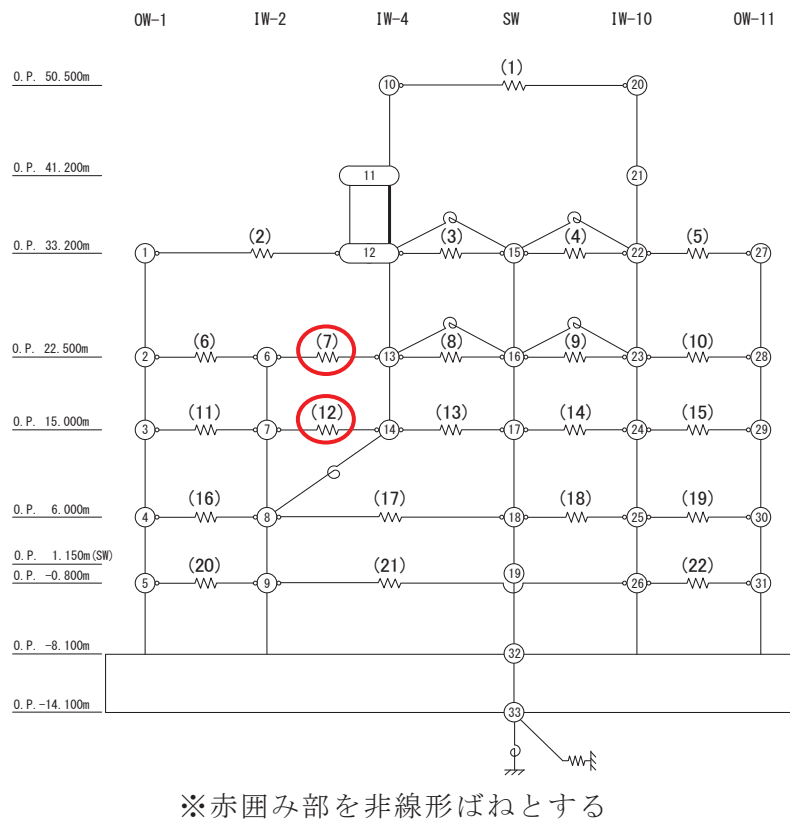 OW-1 IW-2 IW-4 SW IW-10 OW-11
(1)
O.P. 50.500m 10 20
O.P. 41.200m 11 21
(2) (3) (4) (5)
O.P. 33.200m 1 12 15 22 27
(6) (7) (8) (9) (10)
O.P. 22.500m 2 6 13 16 23 28
(11) (12) (13) (14) (15)
O.P. 15.000m 3 7 14 17 24 29
(16) (17) (18) (19)
O.P. 6.000m 4 8 18 25 30
O.P. 1.150m(SW) 19
(20) (21) (22)
O.P. -0.800m 5 9 26 31
O.P. -8.100m 32
O.P.-14.100m 33
※赤囲み部を非線形ばねとする